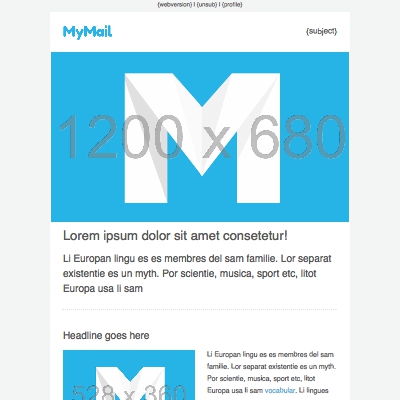 {webversion} | {unsub} | {profile}
MyMail
{subject}
1200 x 680
Lorem ipsum dolor sit amet consetetur!
Li Europan lingu es es membres del sam familie. Lor separat
existentie es un myth. Por scientie, musica, sport etc, litot
Europa usa li sam
Headline goes here
528 x 360
Li Europan lingu es es membres del sam
familie. Lor separat existentie es un myth.
Por scientie, musica, sport etc, litot
Europa usa li sam vocabular. Li lingues